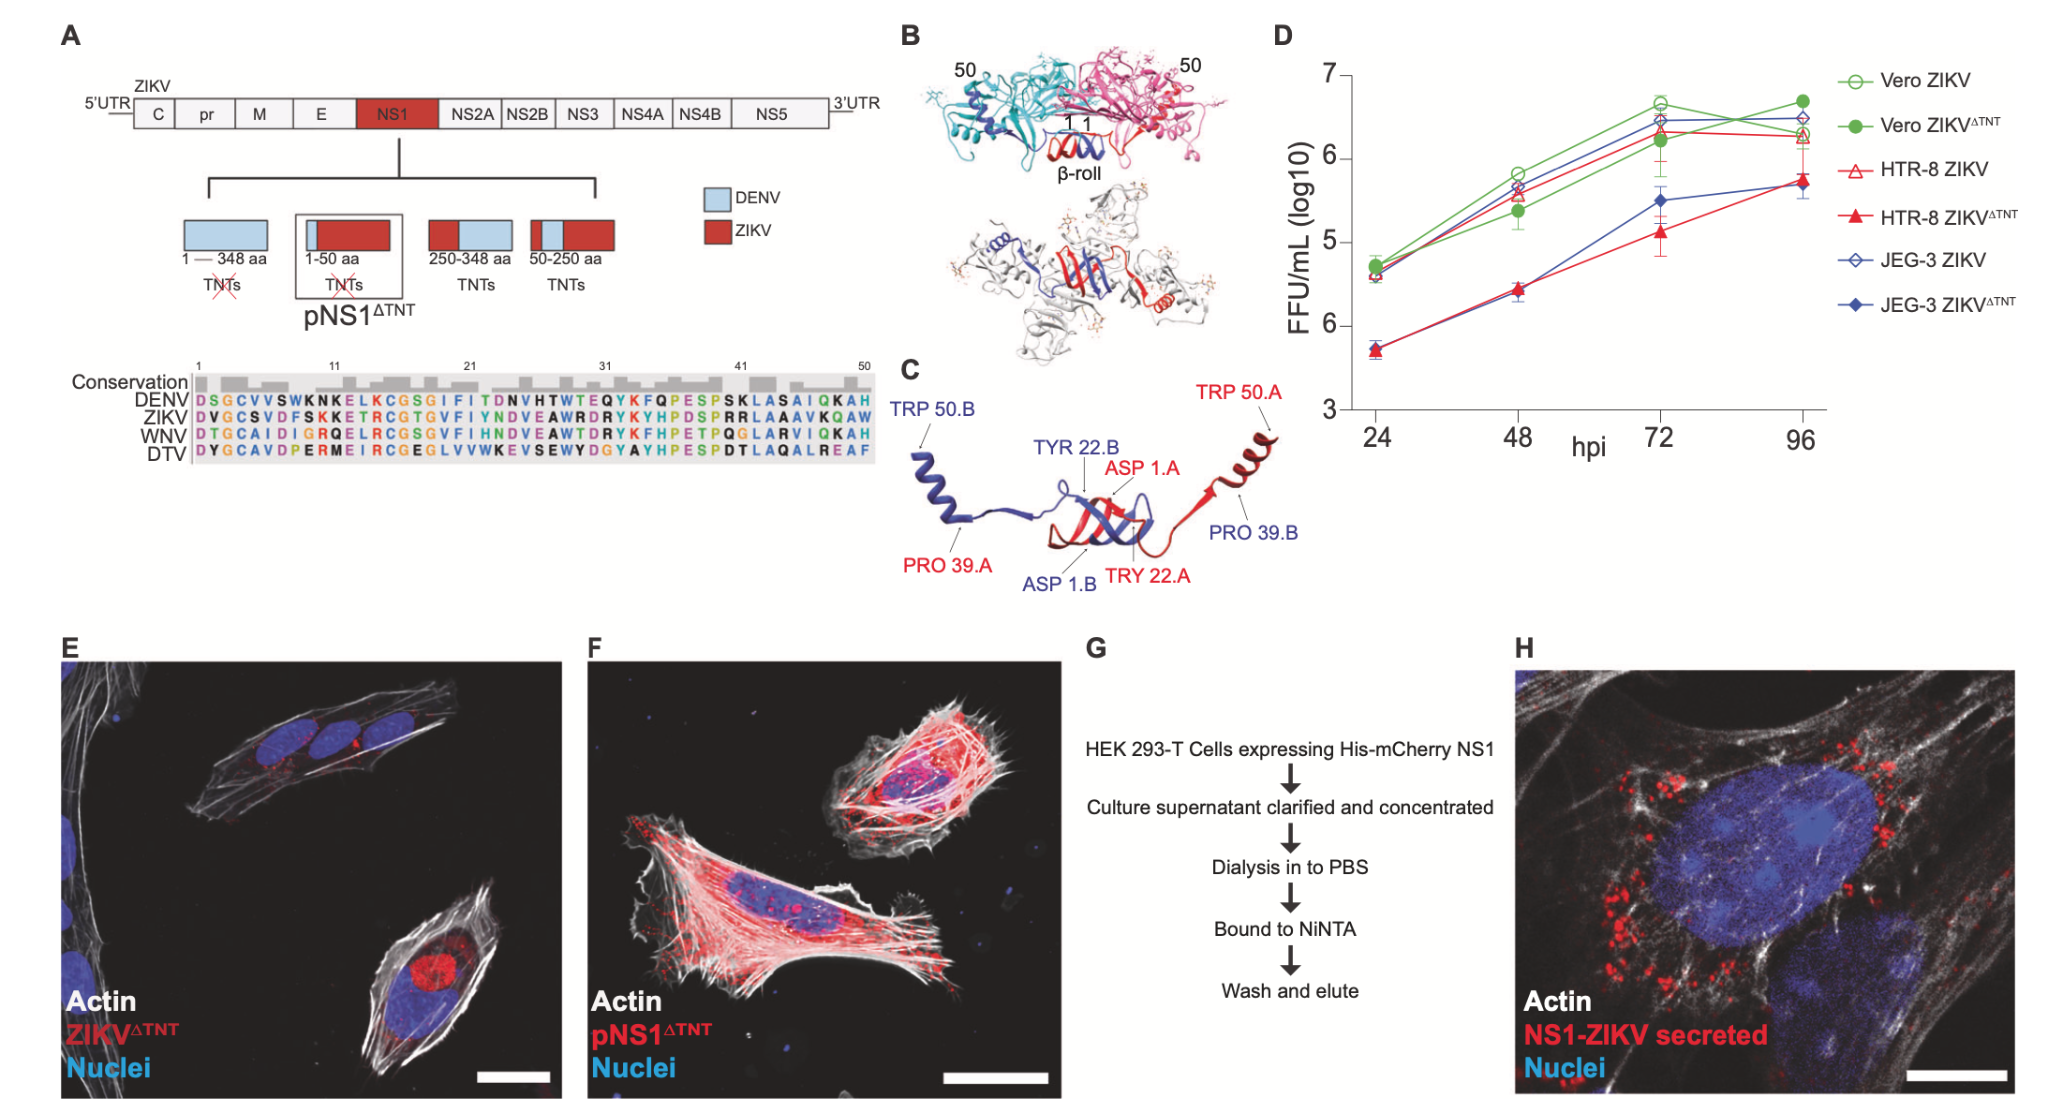 A
ZIKV
5'UTR
C pr M E NS1 NS2A NS2B NS3 NS4A NS4B NS5
3'UTR
DENV
ZIKV
1 — 348 aa
1-50 aa
250-348 aa
50-250 aa
TNTs
TNTs
TNTs
TNTs
pNS1ΔTNT
1 11 21 31 41 50
Conservation
DENV DSGCVVSWKNKELKCGSGIFITDNVHTWTEQYKFQPESPSKLASAIQKAH
ZIKV DVGCSVDFSKKETRCGTGVFIYNDVEAWRDRYKYHPDSPRRLAAAVKQAW
WNV DTGCAIDIGRQELRCGSGVFIHNDVEAWTDRYKFHPETPQGLARVIQKAH
DTV DYGCAVDPERMEIRCGEGLVVWKEVSEWYDGYAYHPESPDTLAQALREAF
B
50
50
1 1
β-roll
C
TRP 50.B
TRP 50.A
TYR 22.B
ASP 1.A
PRO 39.A
PRO 39.B
ASP 1.B
TRY 22.A
D
FFU/mL (log10)
7
6
5
6
3
24 48 72 96
hpi
Vero ZIKV
Vero ZIKVΔTNT
HTR-8 ZIKV
HTR-8 ZIKVΔTNT
JEG-3 ZIKV
JEG-3 ZIKVΔTNT
E
Actin
ZIKVΔTNT
Nuclei
F
Actin
pNS1ΔTNT
Nuclei
G
HEK 293-T Cells expressing His-mCherry NS1
Culture supernatant clarified and concentrated
Dialysis in to PBS
Bound to NiNTA
Wash and elute
H
Actin
NS1-ZIKV secreted
Nuclei